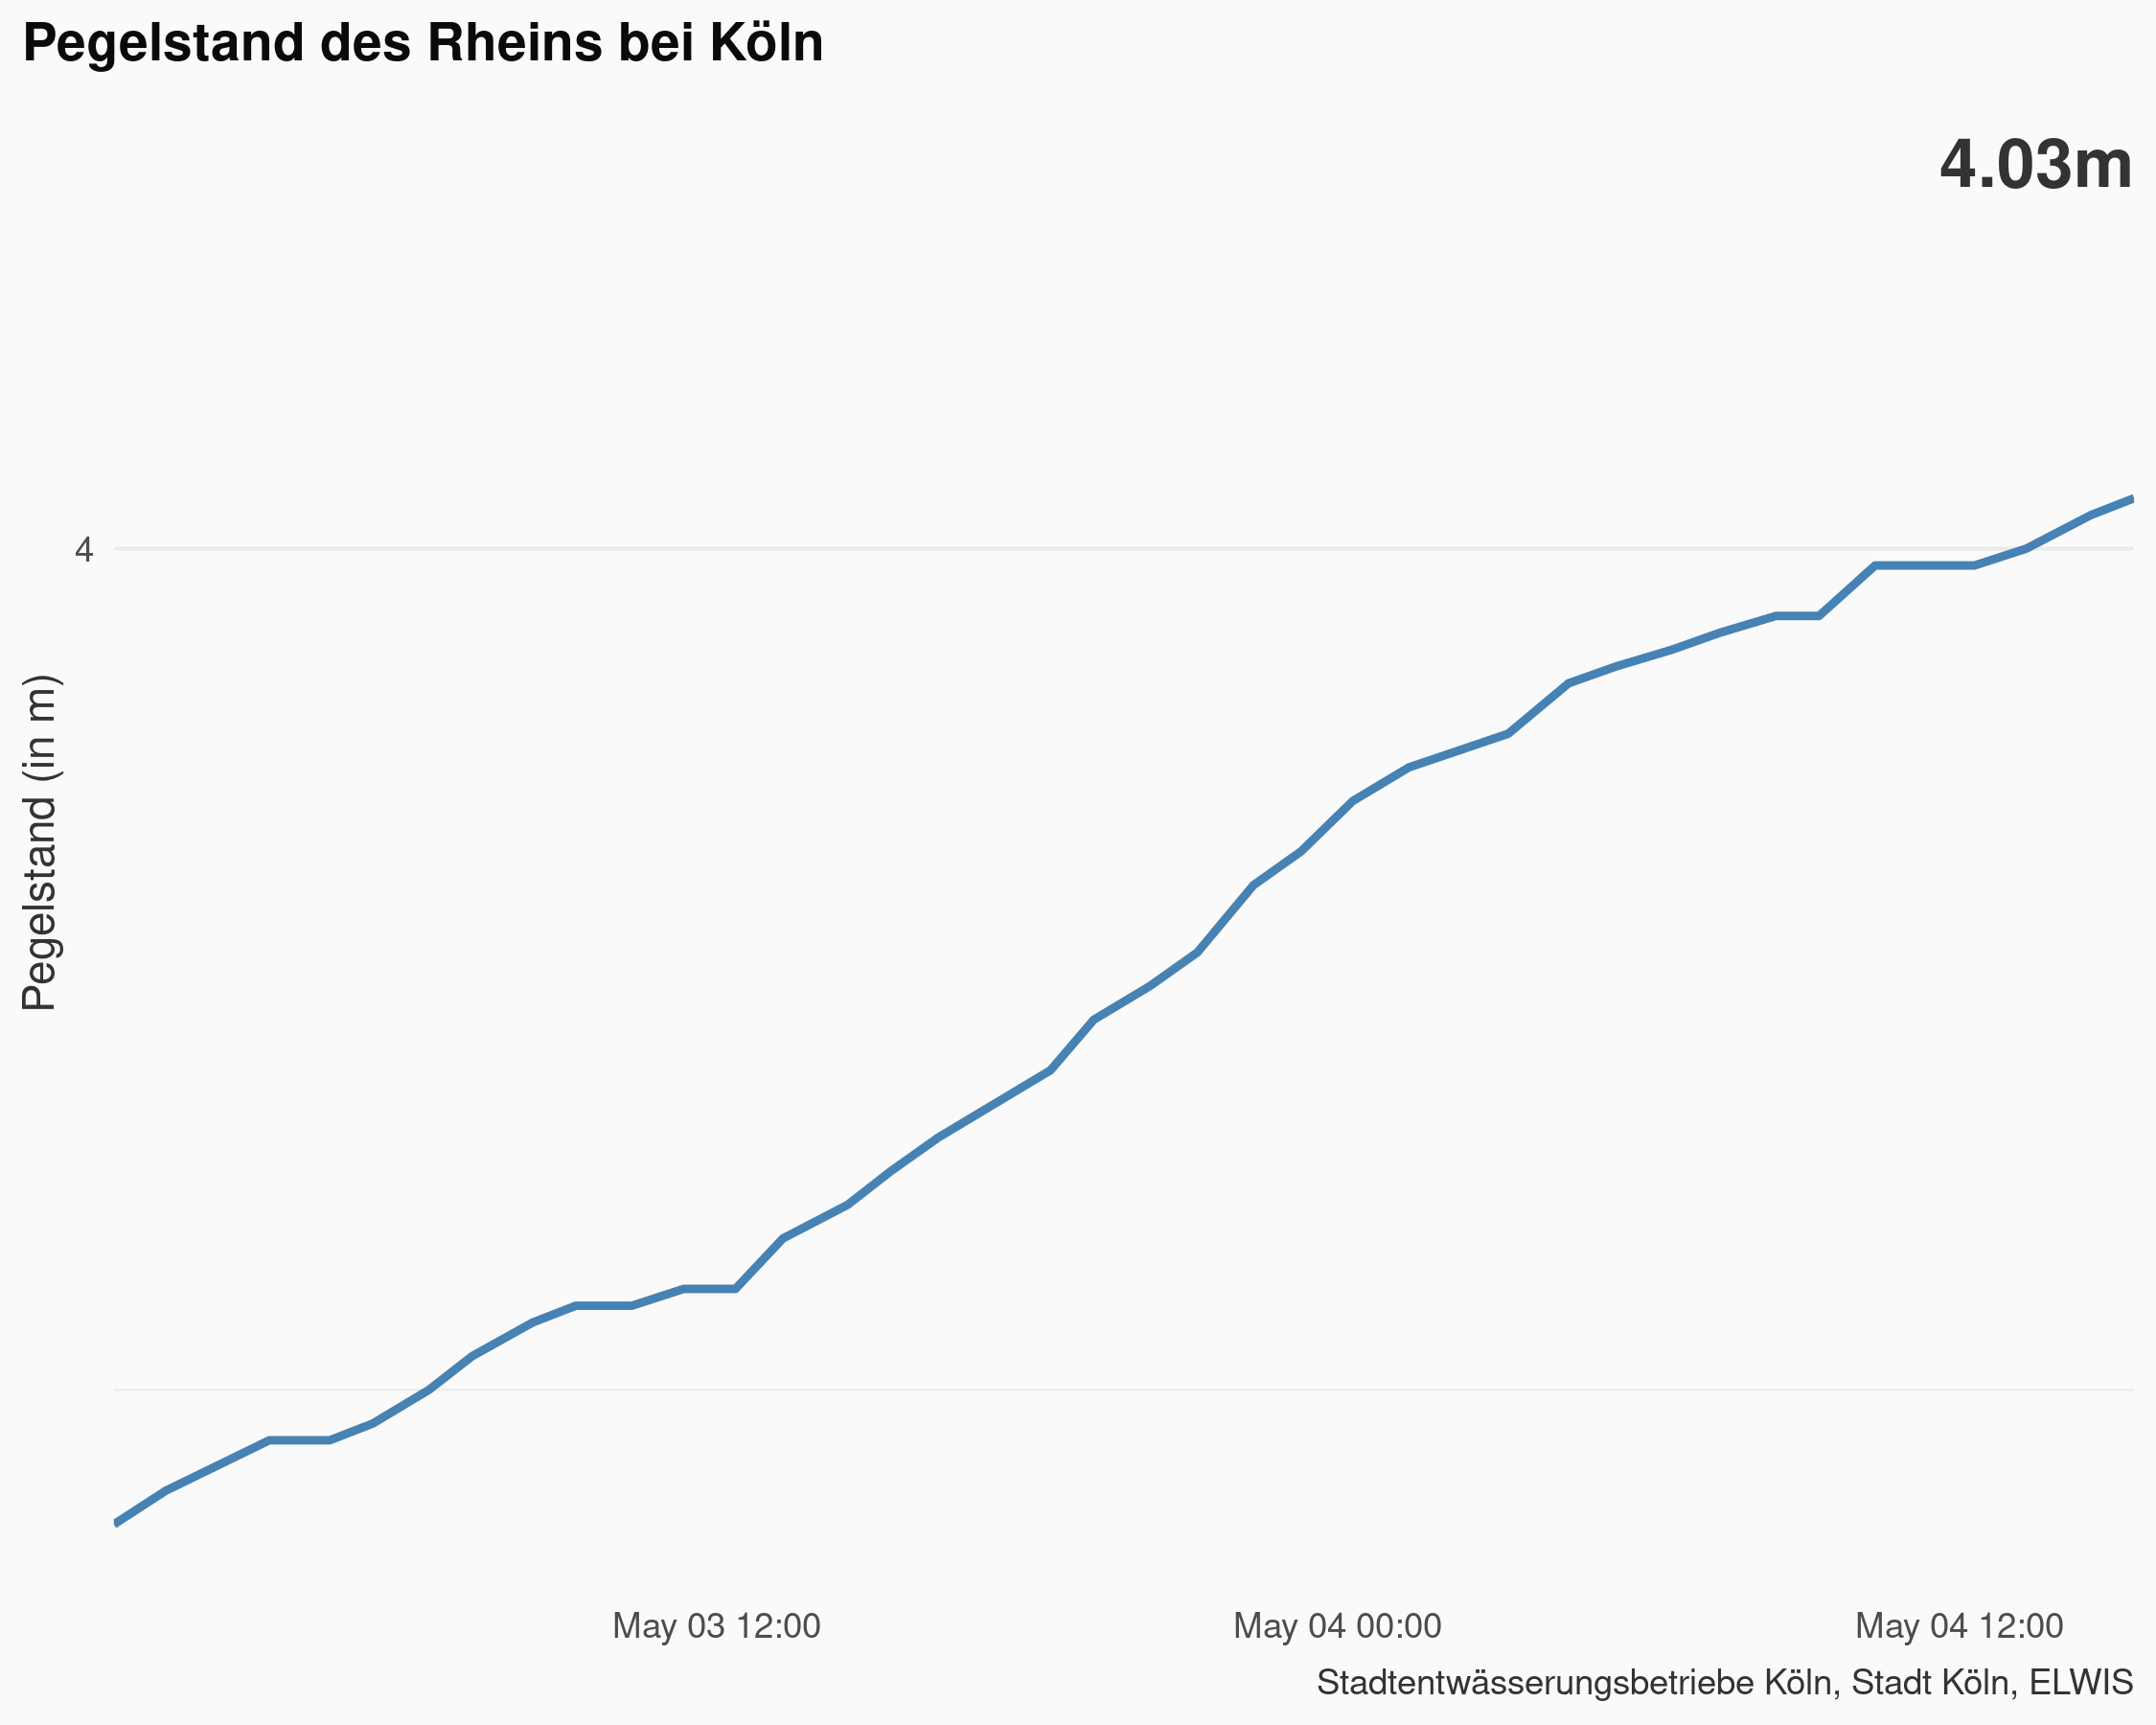 Pegelstand des Rheins bei Köln
4.03m
4
Pegelstand (in m)
May 03 12:00
May 04 00:00
May 04 12:00
Stadtentwässerungsbetriebe Köln, Stadt Köln, ELWIS